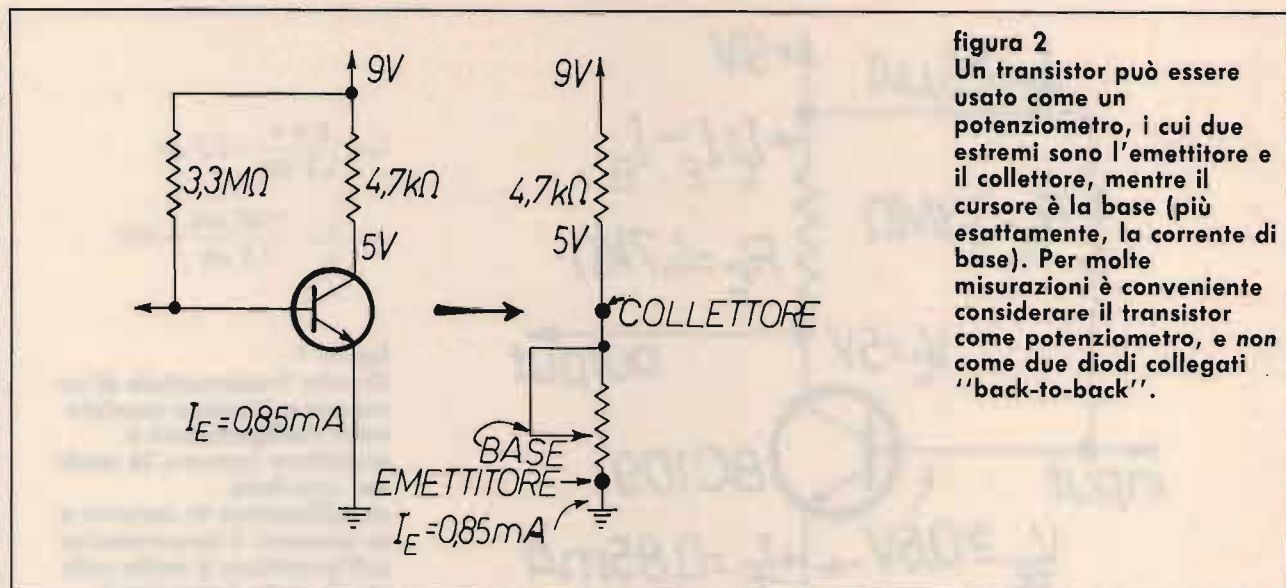 9V
3,3MΩ
4,7kΩ
5V
I_E=0,85mA
9V
4,7kΩ
5V
COLLETTORE
BASE
EMETTITORE
I_E=0,85mA
figura 2
Un transistor può essere
usato come un
potenziometro, i cui due
estremi sono l'emettitore e
il collettore, mentre il
cursore è la base (più
esattamente, la corrente di
base). Per molte
misurazioni è conveniente
considerare il transistor
come potenziometro, e non
come due diodi collegati
''back-to-back''.